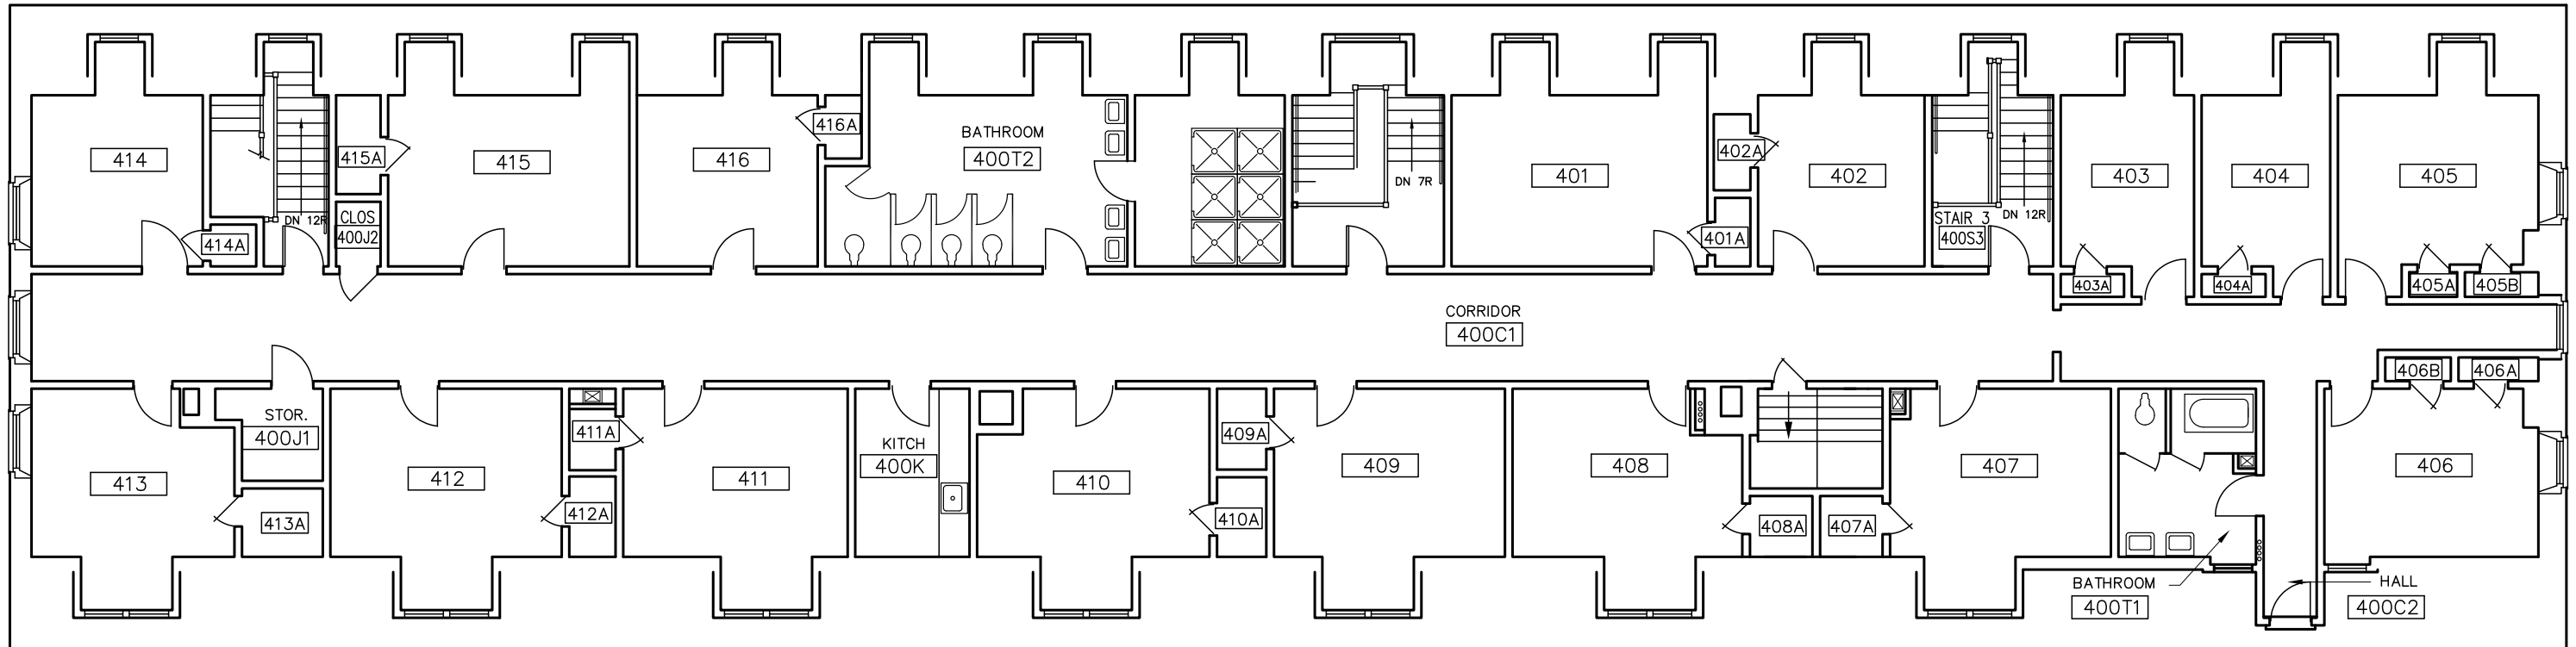 414
414A
DN 12R
415A
CLOS
400J2
415
416
416A
BATHROOM
400T2
DN 7R
401
402A
401A
402
STAIR 3
400S3
DN 12R
403
403A
404
404A
405
405A
405B
CORRIDOR
400C1
413
STOR.
400J1
413A
412
411A
412A
411
KITCH
400K
410
409A
410A
409
408
408A
407A
407
406B
406A
406
BATHROOM
400T1
HALL
400C2